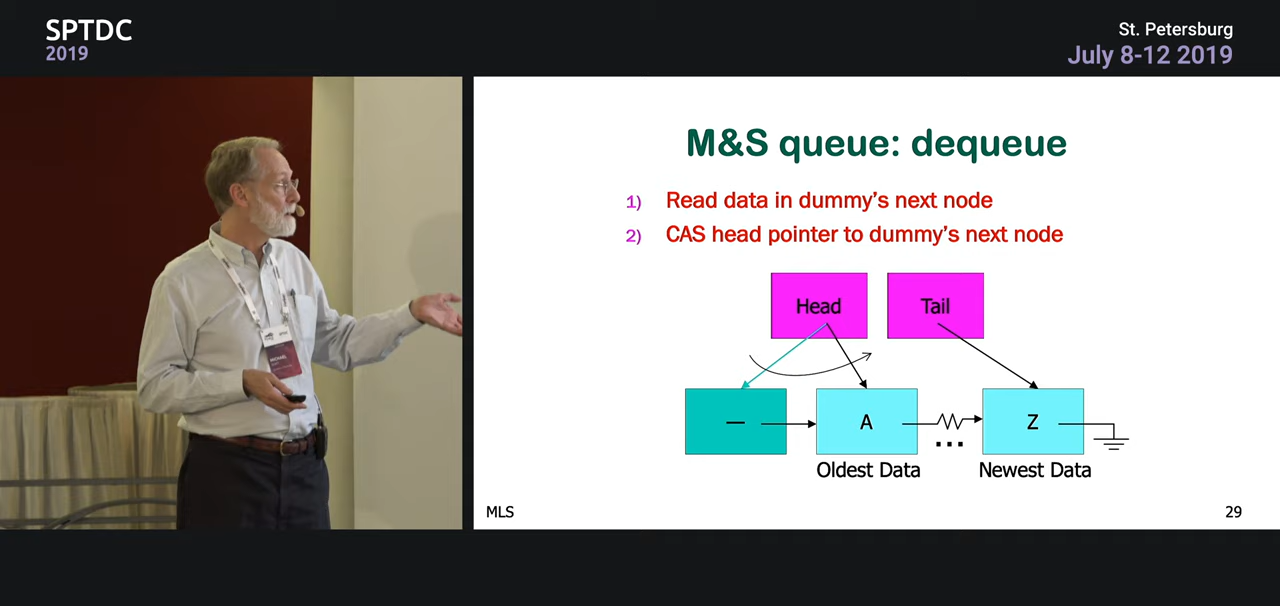 SPTDC
2019
St. Petersburg
July 8-12 2019
M&S queue: dequeue
1) Read data in dummy’s next node
2) CAS head pointer to dummy’s next node
Head
Tail
—
A
...
Z
Oldest Data
Newest Data
MLS
29
MICHAEL